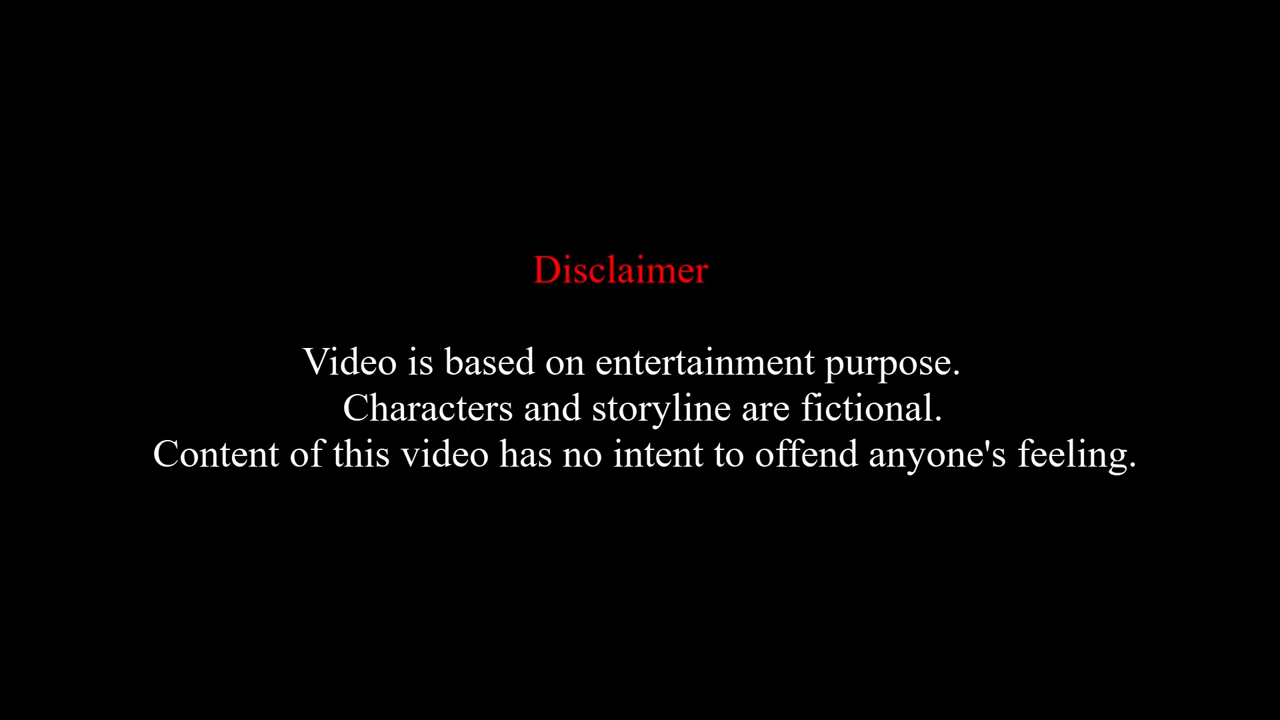 Disclaimer
Video is based on entertainment purpose.
Characters and storyline are fictional.
Content of this video has no intent to offend anyone's feeling.